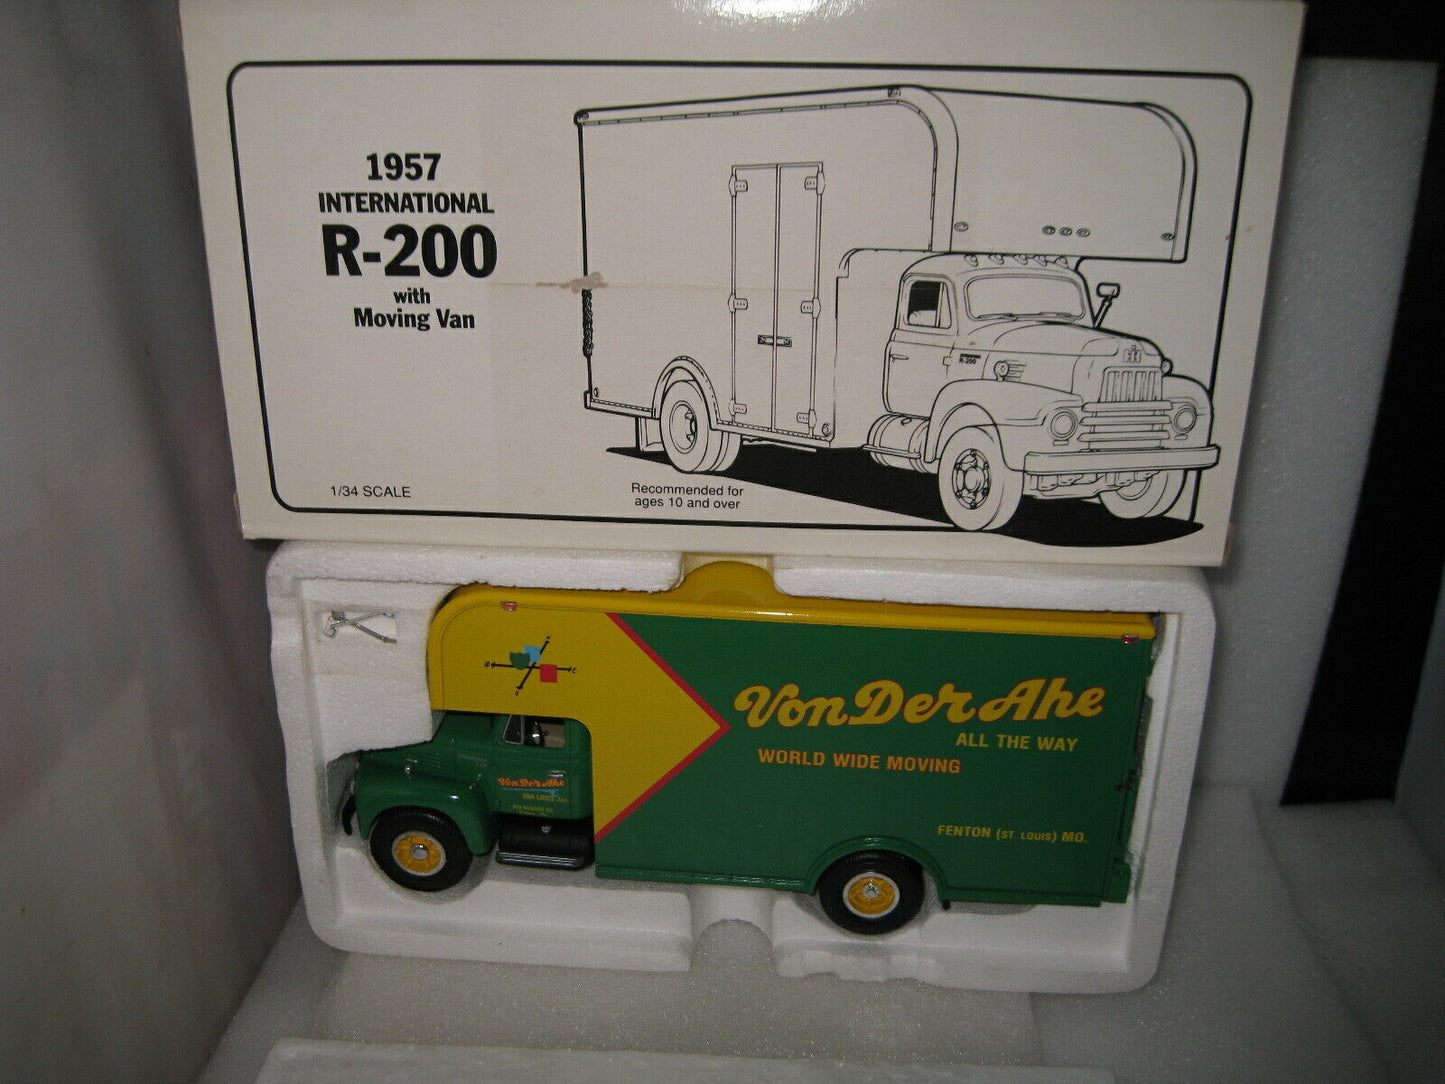 1957
INTERNATIONAL
R-200
with
Moving Van
1/34 SCALE
Recommended for
ages 10 and over
INTERNATIONAL
R-200
Von Der Ahe
ALL THE WAY
WORLD WIDE MOVING
FENTON (ST. LOUIS) MO.
Von Der Ahe
VAN LINES Inc.